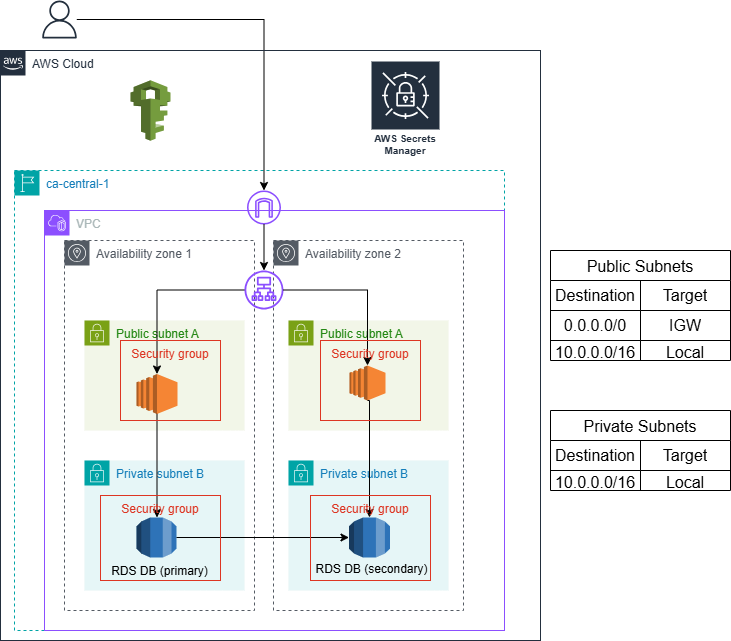 aws
AWS Cloud
AWS Secrets
Manager
ca-central-1
VPC
Availability zone 1
Availability zone 2
Public subnet A
Security group
Public subnet A
Security group
Private subnet B
Security group
RDS DB (primary)
Private subnet B
Security group
RDS DB (secondary)
Public Subnets
Destination Target
0.0.0.0/0 IGW
10.0.0.0/16 Local
Private Subnets
Destination Target
10.0.0.0/16 Local